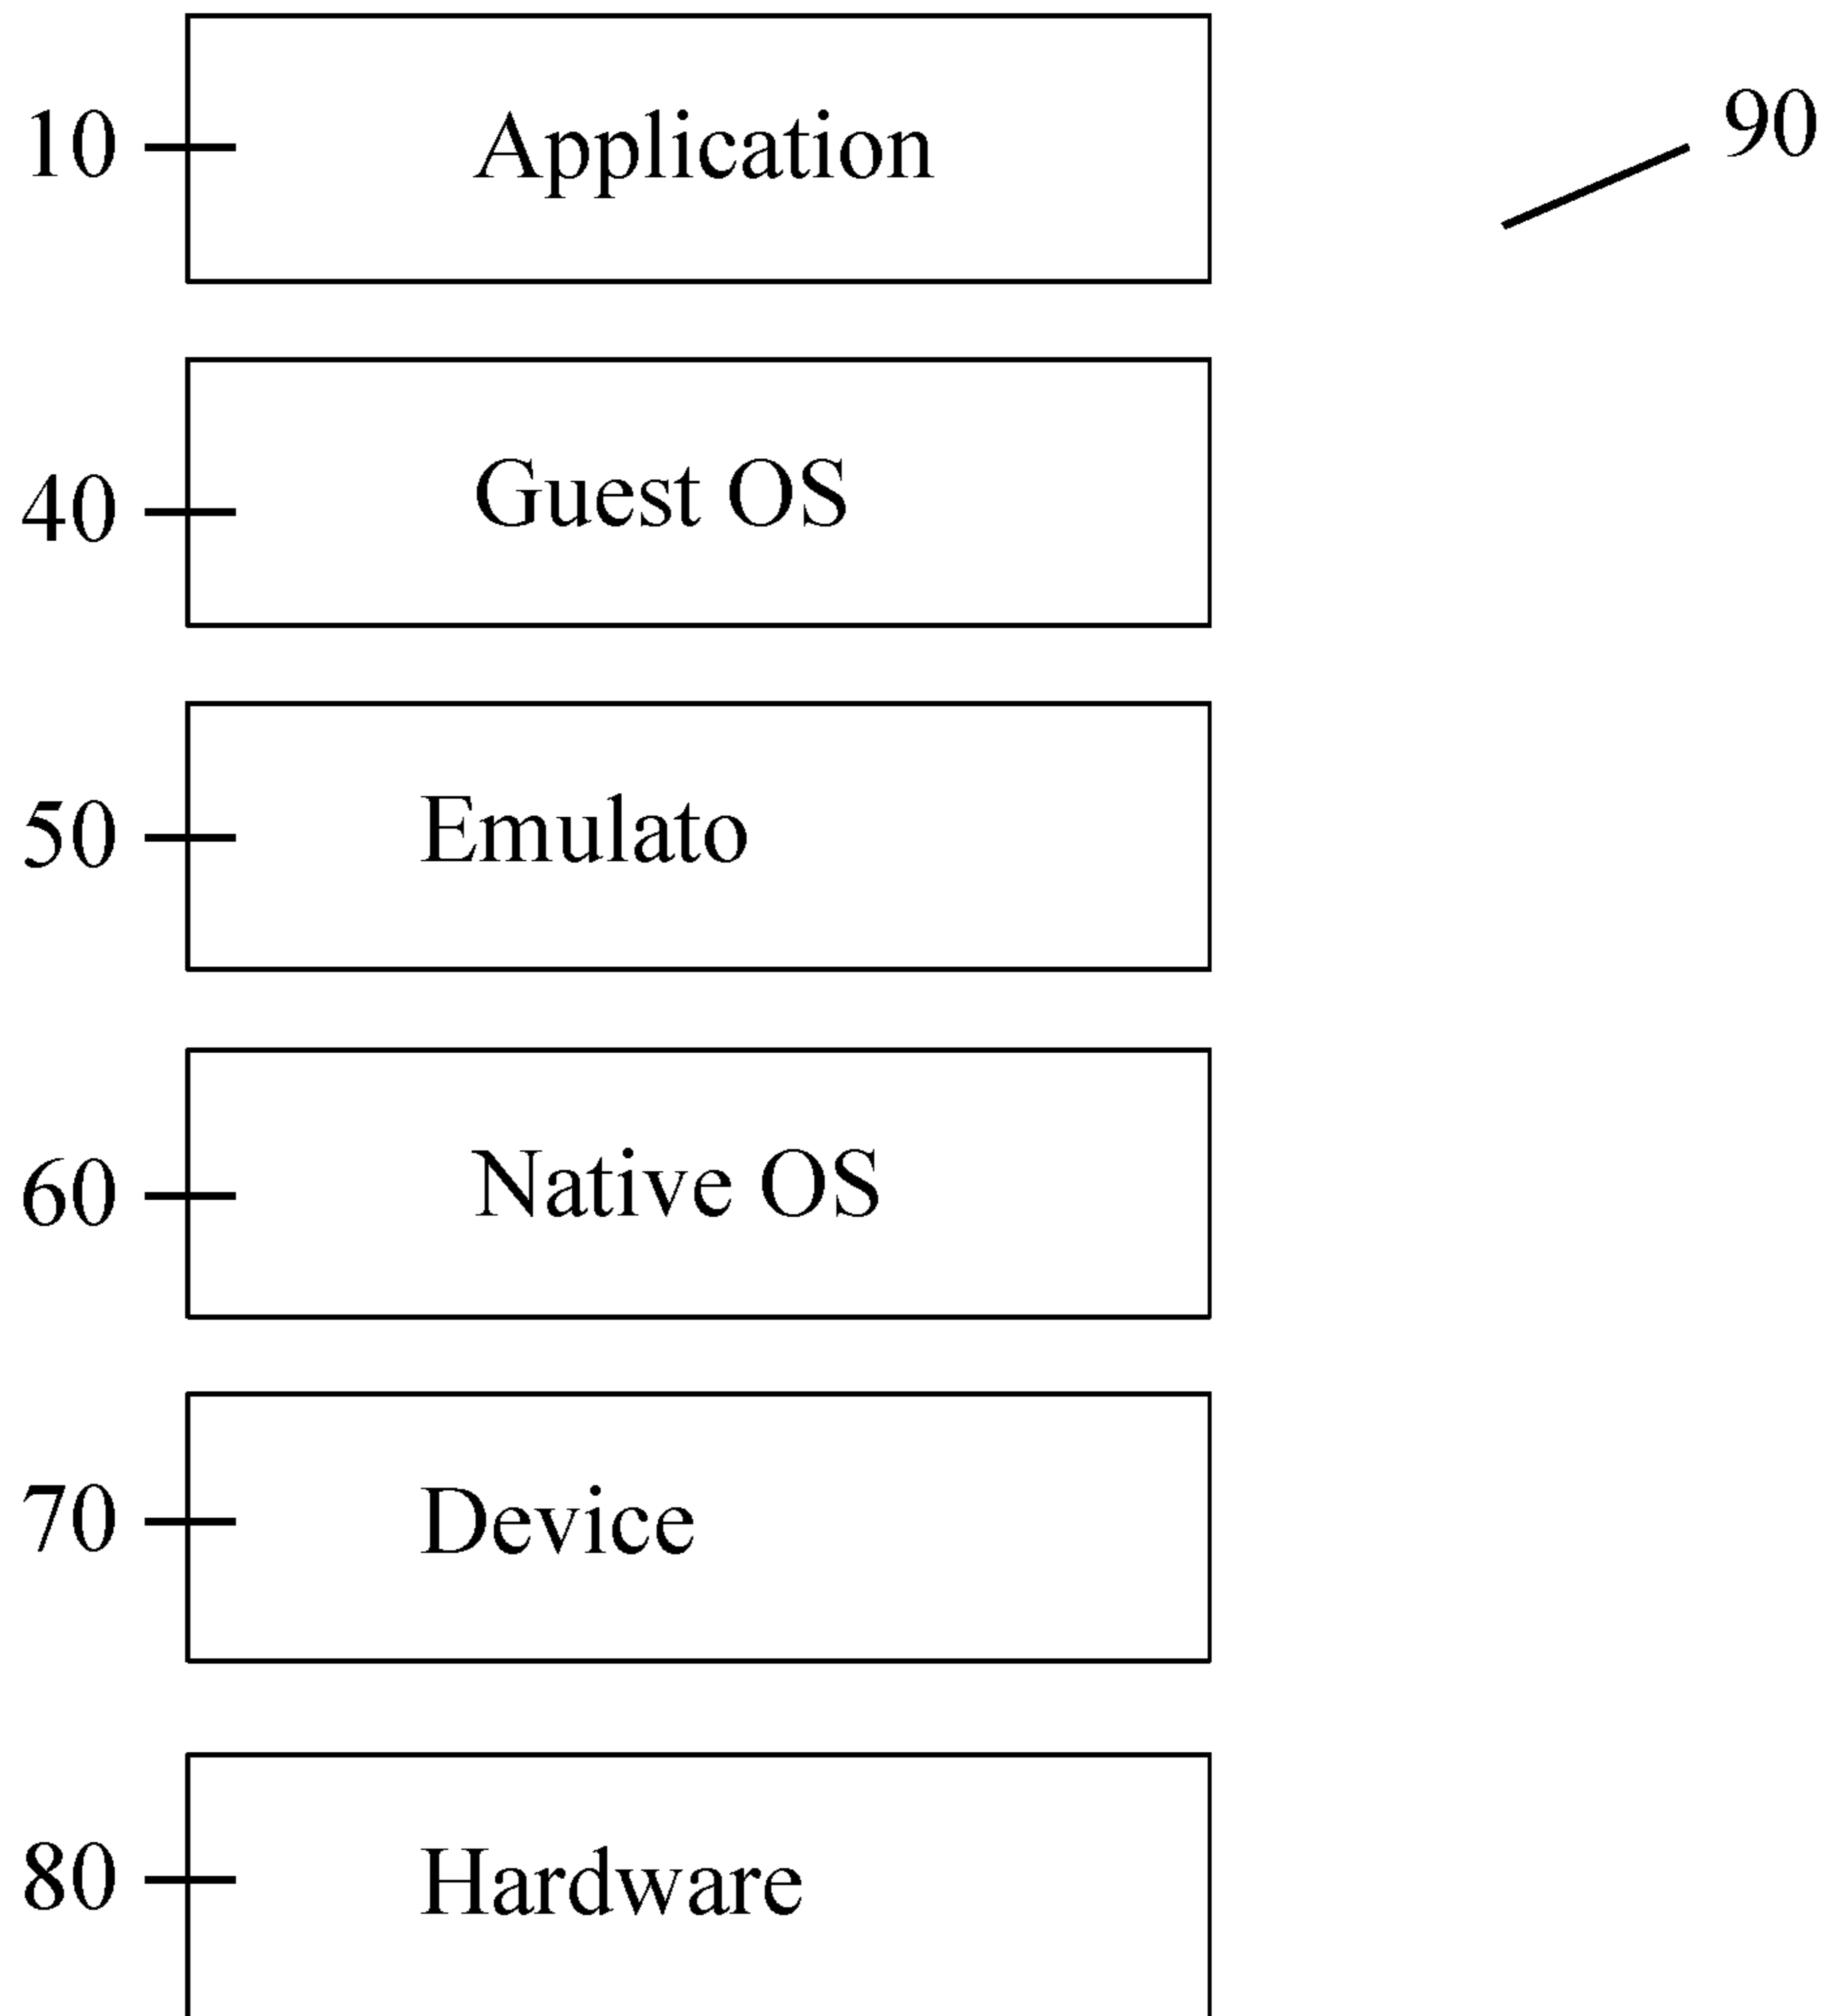 10 Application 90
40 Guest OS
50 Emulato
60 Native OS
70 Device
80 Hardware